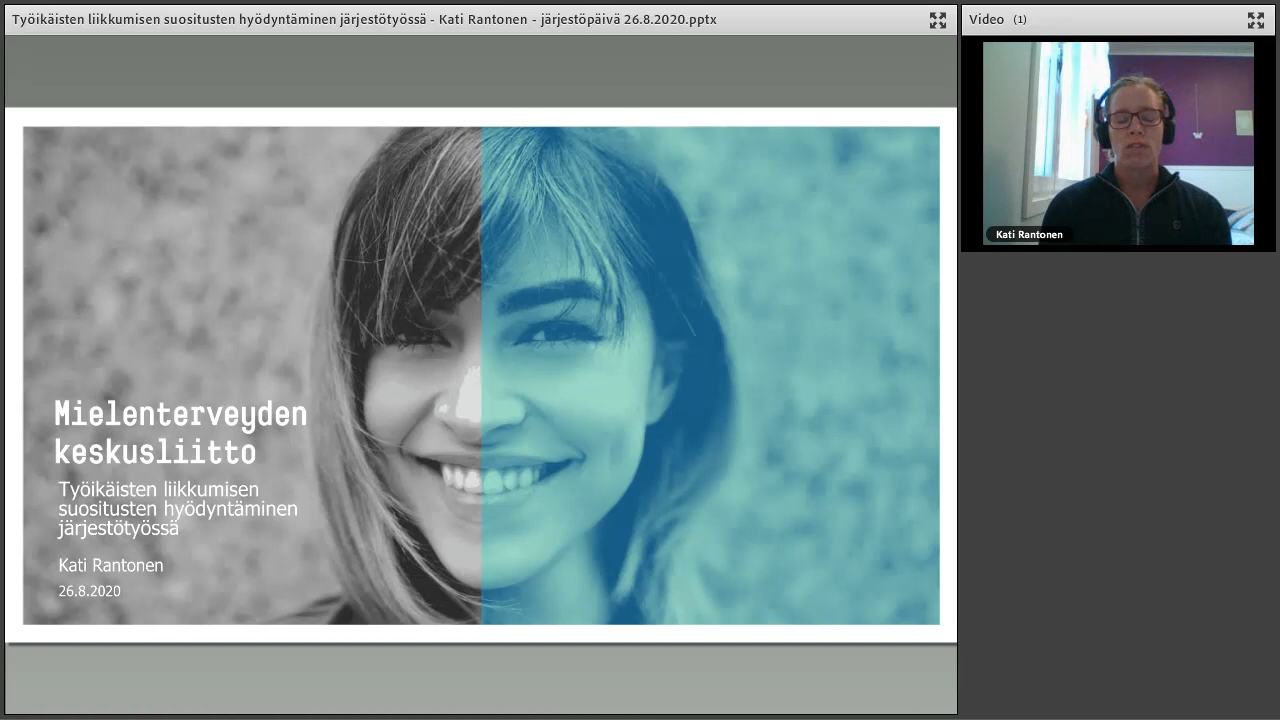 Työikäisten liikkumisen suositusten hyödyntäminen järjestötyössä - Kati Rantonen - järjestöpäivä 26.8.2020.pptx
Video (1)
Kati Rantonen
Mielenterveyden
keskusliitto
Työikäisten liikkumisen
suositusten hyödyntäminen
järjestötyössä
Kati Rantonen
26.8.2020